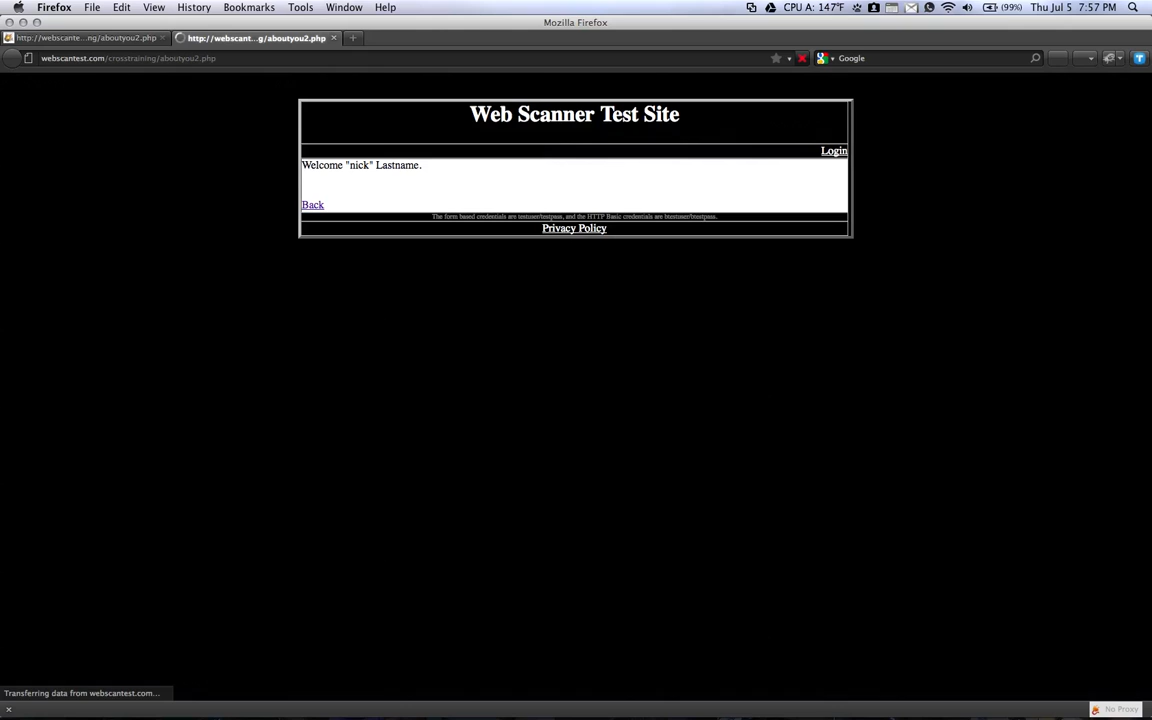 Firefox File Edit View History Bookmarks Tools Window Help CPU A: 147°F (99%) Thu Jul 5 7:57 PM
Mozilla Firefox
http://webscante...ng/aboutyou2.php http://webscant...g/aboutyou2.php
webscantest.com/crosstraining/aboutyou2.php Google
Web Scanner Test Site
Login
Welcome "nick" Lastname.
Back
The form based credentials are testuser/testpass, and the HTTP Basic credentials are btestuser/btestpass.
Privacy Policy
Transferring data from webscantest.com...
No Proxy